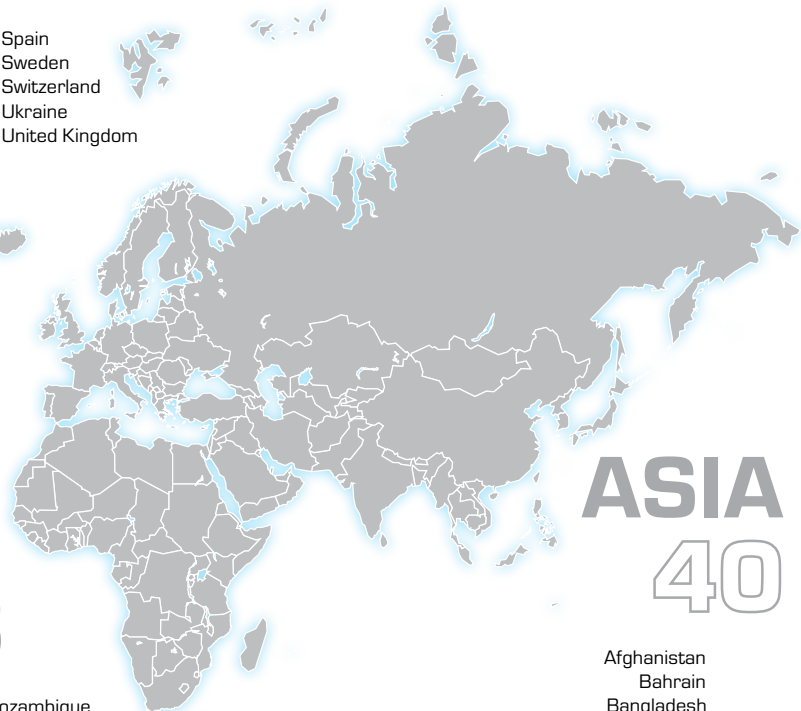 Spain
Sweden
Switzerland
Ukraine
United Kingdom
ASIA
40
Afghanistan
Bahrain
Bangladesh